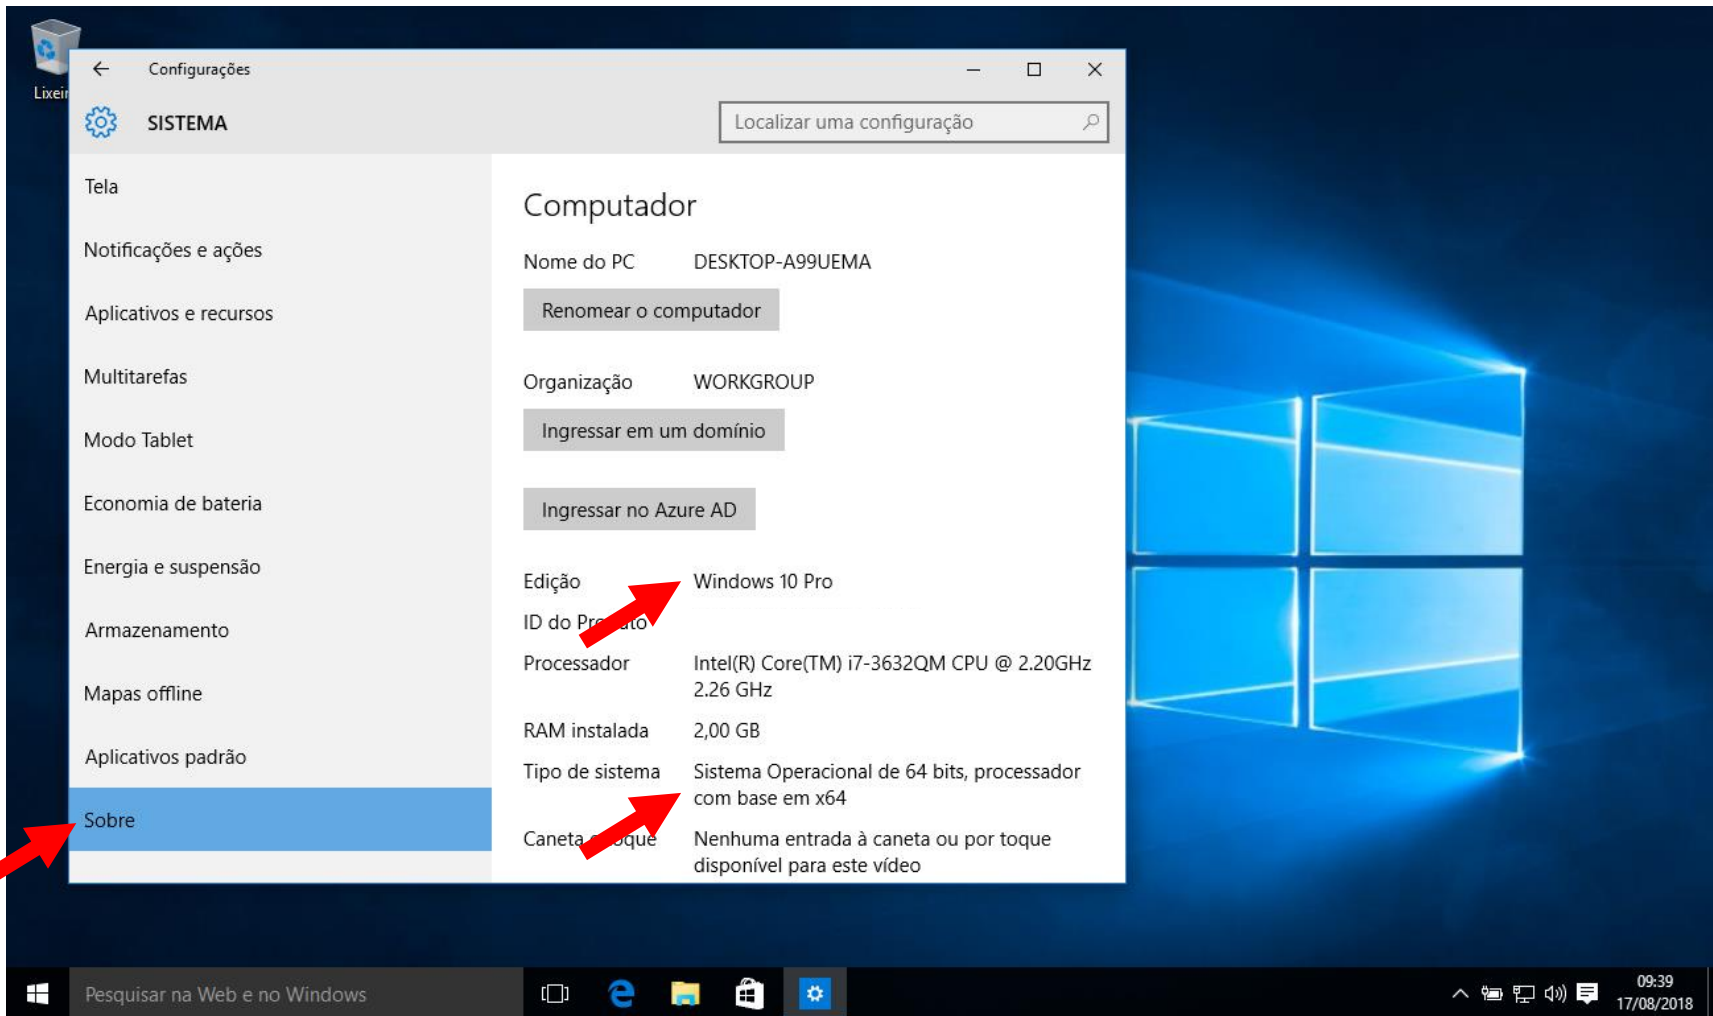 Lixeir
Configurações
SISTEMA
Localizar uma configuração
Tela
Notificações e ações
Aplicativos e recursos
Multitarefas
Modo Tablet
Economia de bateria
Energia e suspensão
Armazenamento
Mapas offline
Aplicativos padrão
Sobre
Computador
Nome do PC DESKTOP-A99UEMA
Renomear o computador
Organização WORKGROUP
Ingressar em um domínio
Ingressar no Azure AD
Edição Windows 10 Pro
ID do Produto
Processador Intel(R) Core(TM) i7-3632QM CPU @ 2.20GHz
2.26 GHz
RAM instalada 2,00 GB
Tipo de sistema Sistema Operacional de 64 bits, processador
com base em x64
Caneta e toque Nenhuma entrada à caneta ou por toque
disponível para este vídeo
Pesquisar na Web e no Windows
09:39
17/08/2018